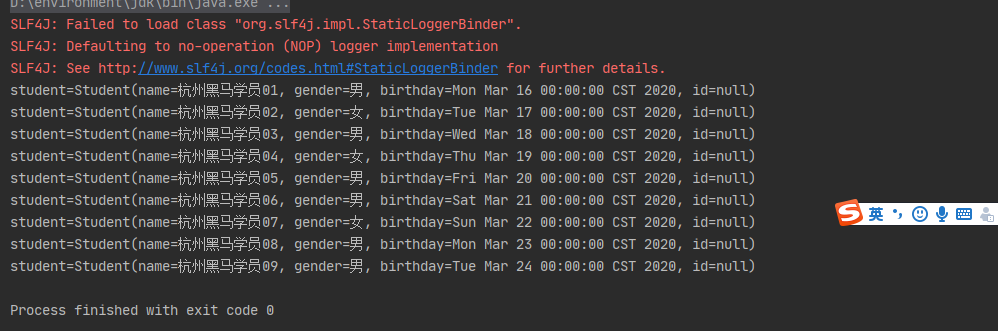 D:\environment\jdk\bin\java.exe ...
SLF4J: Failed to load class "org.slf4j.impl.StaticLoggerBinder".
SLF4J: Defaulting to no-operation (NOP) logger implementation
SLF4J: See http://www.slf4j.org/codes.html#StaticLoggerBinder for further details.
student=Student(name=杭州黑马学员01, gender=男, birthday=Mon Mar 16 00:00:00 CST 2020, id=null)
student=Student(name=杭州黑马学员02, gender=女, birthday=Tue Mar 17 00:00:00 CST 2020, id=null)
student=Student(name=杭州黑马学员03, gender=男, birthday=Wed Mar 18 00:00:00 CST 2020, id=null)
student=Student(name=杭州黑马学员04, gender=女, birthday=Thu Mar 19 00:00:00 CST 2020, id=null)
student=Student(name=杭州黑马学员05, gender=男, birthday=Fri Mar 20 00:00:00 CST 2020, id=null)
student=Student(name=杭州黑马学员06, gender=男, birthday=Sat Mar 21 00:00:00 CST 2020, id=null)
student=Student(name=杭州黑马学员07, gender=女, birthday=Sun Mar 22 00:00:00 CST 2020, id=null)
student=Student(name=杭州黑马学员08, gender=男, birthday=Mon Mar 23 00:00:00 CST 2020, id=null)
student=Student(name=杭州黑马学员09, gender=男, birthday=Tue Mar 24 00:00:00 CST 2020, id=null)
Process finished with exit code 0
S 英